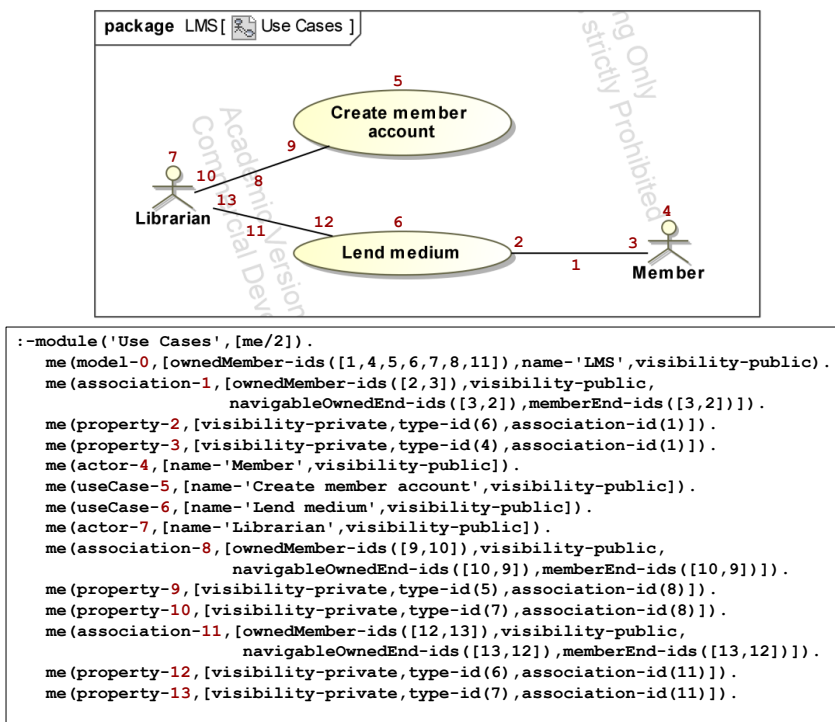 package LMS[ Use Cases ]
ng Only
strictly Prohibited
Academic Version
Commercial Deve
5
Create member
account
9
7
10
8
Librarian
13
11
12
6
Lend medium
2
1
3
4
Member
:-module('Use Cases',[me/2]).
me(model-0,[ownedMember-ids([1,4,5,6,7,8,11]),name-'LMS',visibility-public).
me(association-1,[ownedMember-ids([2,3]),visibility-public,
navigableOwnedEnd-ids([3,2]),memberEnd-ids([3,2])]).
me(property-2,[visibility-private,type-id(6),association-id(1)]).
me(property-3,[visibility-private,type-id(4),association-id(1)]).
me(actor-4,[name-'Member',visibility-public]).
me(useCase-5,[name-'Create member account',visibility-public]).
me(useCase-6,[name-'Lend medium',visibility-public]).
me(actor-7,[name-'Librarian',visibility-public]).
me(association-8,[ownedMember-ids([9,10]),visibility-public,
navigableOwnedEnd-ids([10,9]),memberEnd-ids([10,9])]).
me(property-9,[visibility-private,type-id(5),association-id(8)]).
me(property-10,[visibility-private,type-id(7),association-id(8)]).
me(association-11,[ownedMember-ids([12,13]),visibility-public,
navigableOwnedEnd-ids([13,12]),memberEnd-ids([13,12])]).
me(property-12,[visibility-private,type-id(6),association-id(11)]).
me(property-13,[visibility-private,type-id(7),association-id(11)]).